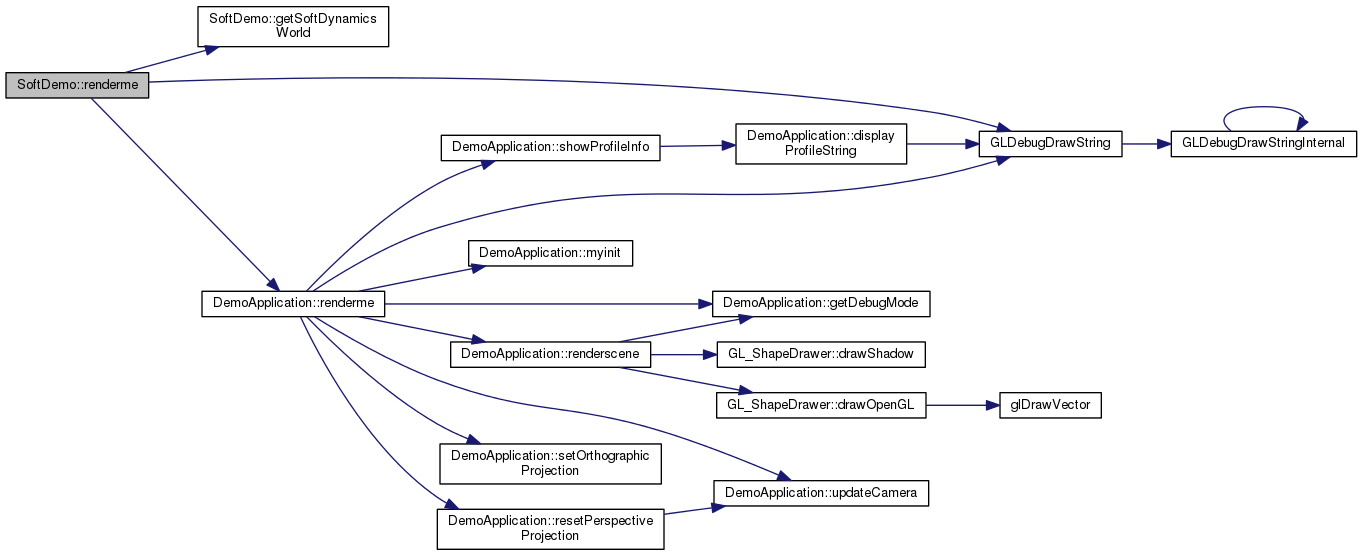 SoftDemo::getSoftDynamics
World
SoftDemo::renderme
DemoApplication::display
ProfileString
DemoApplication::showProfileInfo
GLDebugDrawString
GLDebugDrawStringInternal
DemoApplication::myinit
DemoApplication::renderme
DemoApplication::getDebugMode
DemoApplication::renderscene
GL_ShapeDrawer::drawShadow
GL_ShapeDrawer::drawOpenGL
glDrawVector
DemoApplication::setOrthographic
Projection
DemoApplication::updateCamera
DemoApplication::resetPerspective
Projection